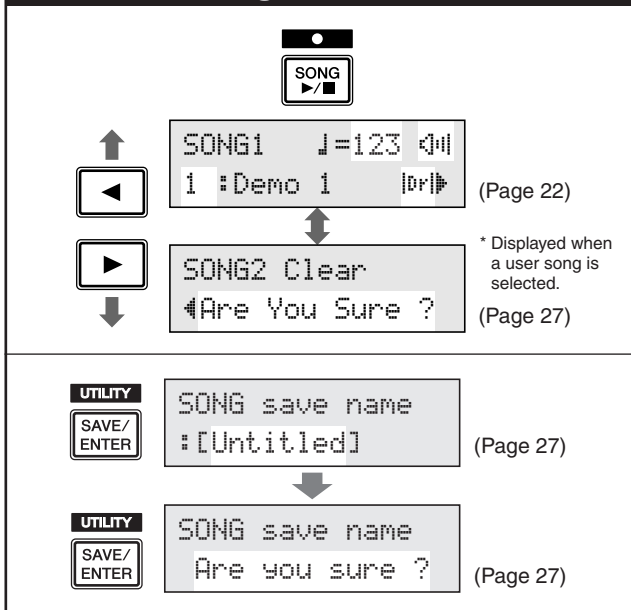 SONG
▶/■
SONG1 ♩=123
1 :Demo 1 Dr
(Page 22)
* Displayed when
a user song is
selected.
SONG2 Clear
Are You Sure ?
(Page 27)
UTILITY
SAVE/
ENTER
SONG save name
:[Untitled]
(Page 27)
UTILITY
SAVE/
ENTER
SONG save name
Are you sure ?
(Page 27)